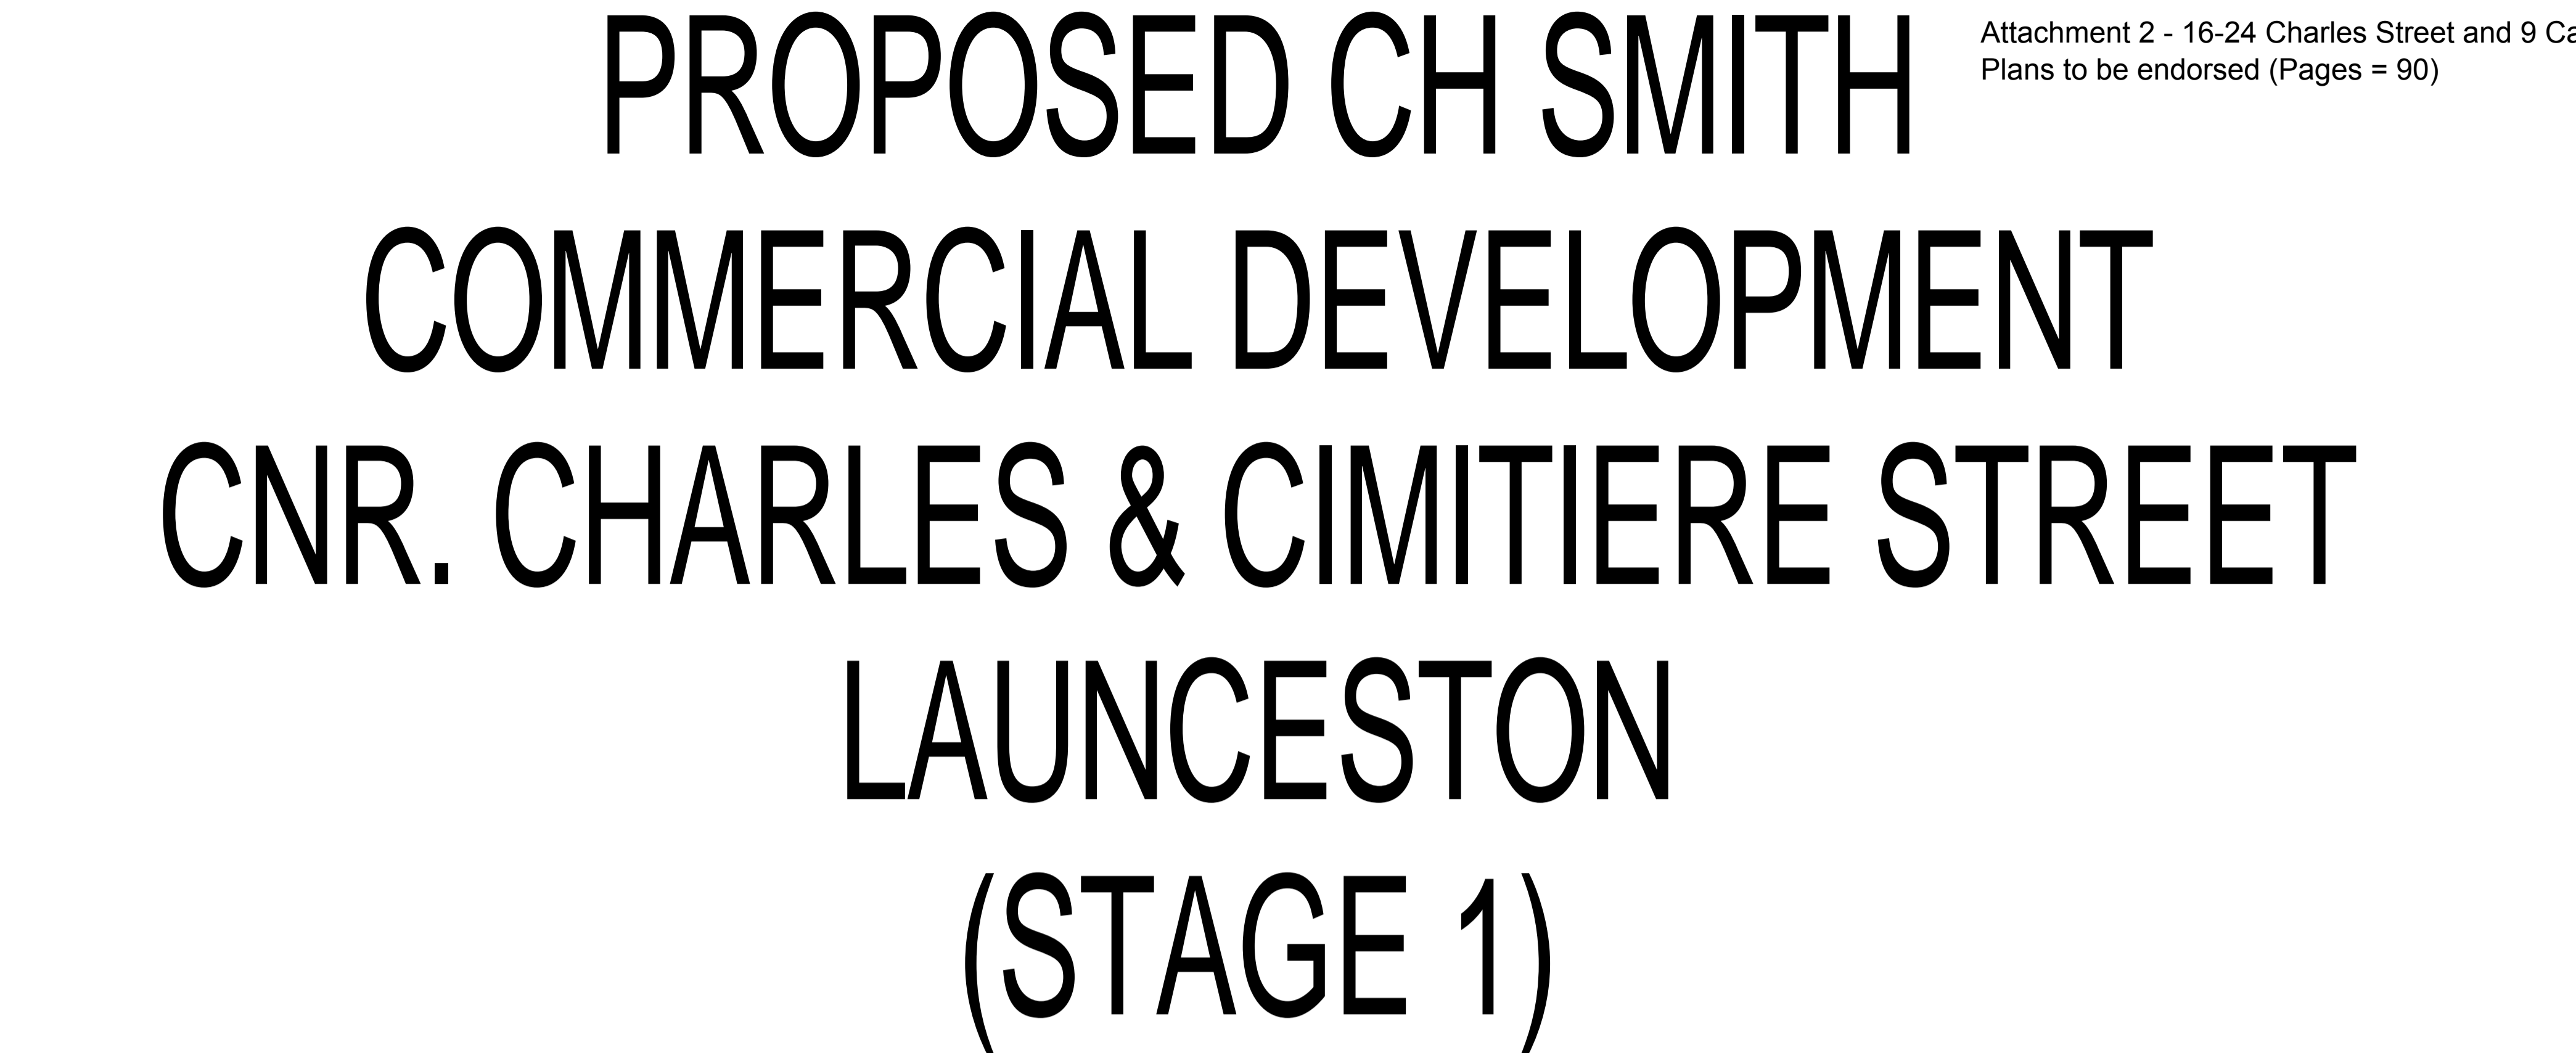 PROPOSED CH SMITH
COMMERCIAL DEVELOPMENT
CNR. CHARLES & CIMITIERE STREET
LAUNCESTON
(STAGE 1)
Attachment 2 - 16-24 Charles Street and 9
Plans to be endorsed (Pages = 90)